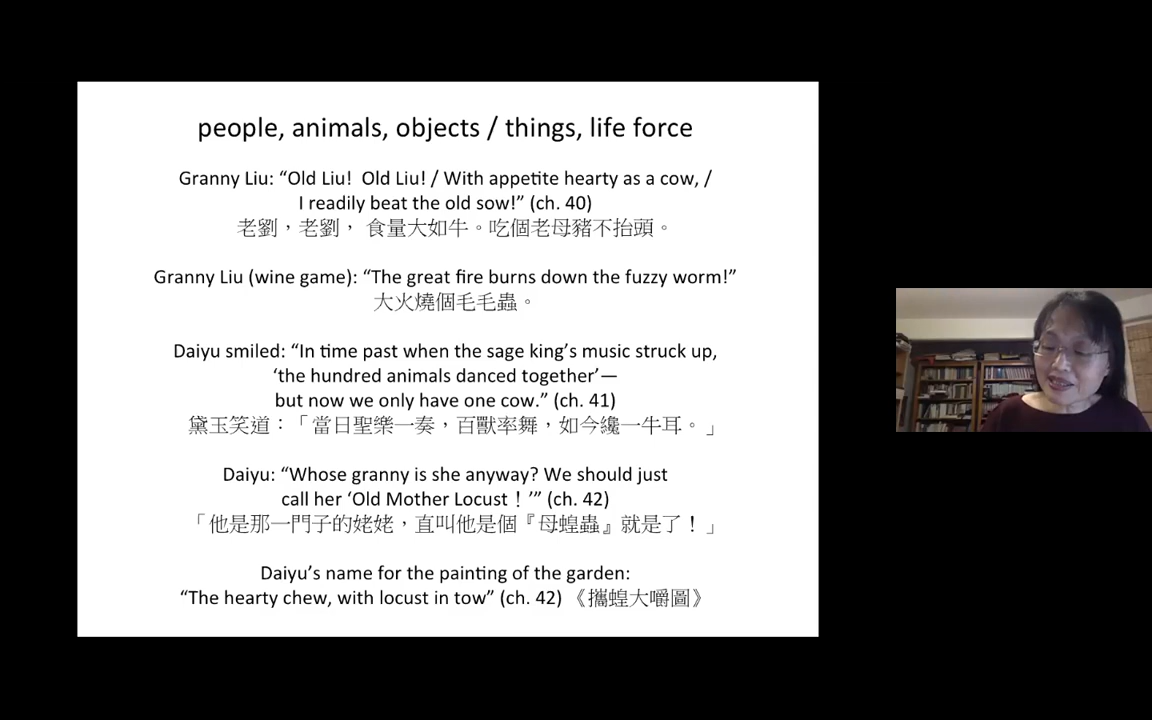 people, animals, objects / things, life force
Granny Liu: “Old Liu!  Old Liu! / With appetite hearty as a cow, /
I readily beat the old sow!” (ch. 40)
老劉，老劉， 食量大如牛。吃個老母豬不抬頭。
Granny Liu (wine game): “The great fire burns down the fuzzy worm!”
大火燒個毛毛蟲。
Daiyu smiled: “In time past when the sage king’s music struck up,
‘the hundred animals danced together’—
but now we only have one cow.” (ch. 41)
黛玉笑道：「當日聖樂一奏，百獸率舞，如今纔一牛耳。」
Daiyu: “Whose granny is she anyway? We should just
call her ‘Old Mother Locust！’” (ch. 42)
「他是那一門子的姥姥，直叫他是個『母蝗蟲』就是了！」
Daiyu’s name for the painting of the garden:
“The hearty chew, with locust in tow” (ch. 42) 《攜蝗大嚼圖》